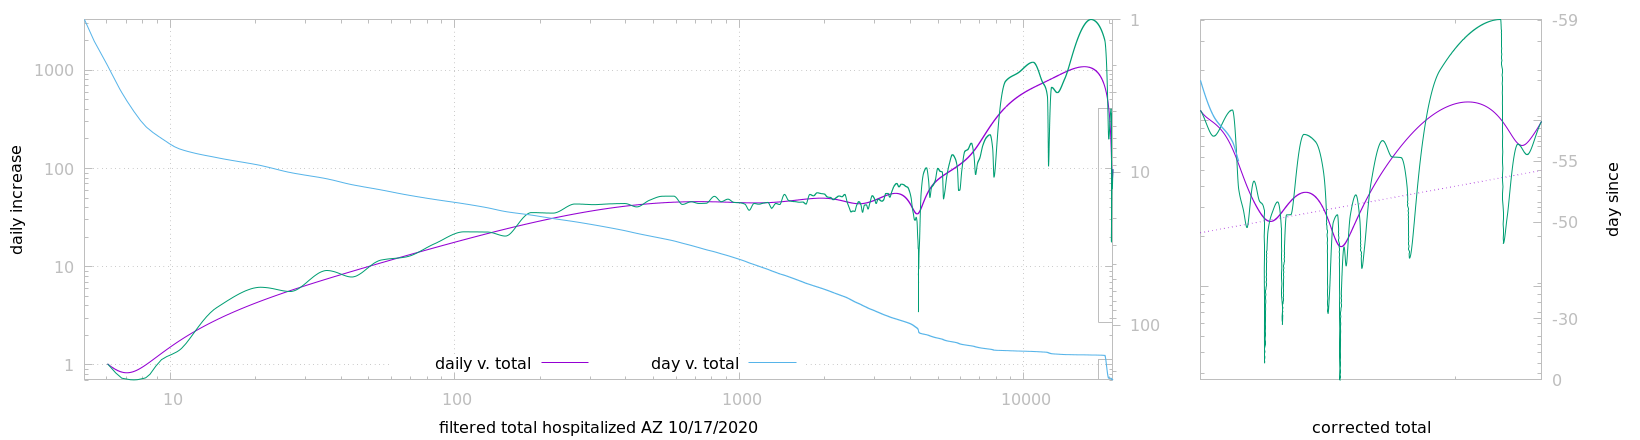 1000
100
10
1
daily increase
10
100
1000
10000
filtered total hospitalized AZ 10/17/2020
daily v. total
day v. total
1
10
100
-59
-55
-50
-30
0
day since
corrected total